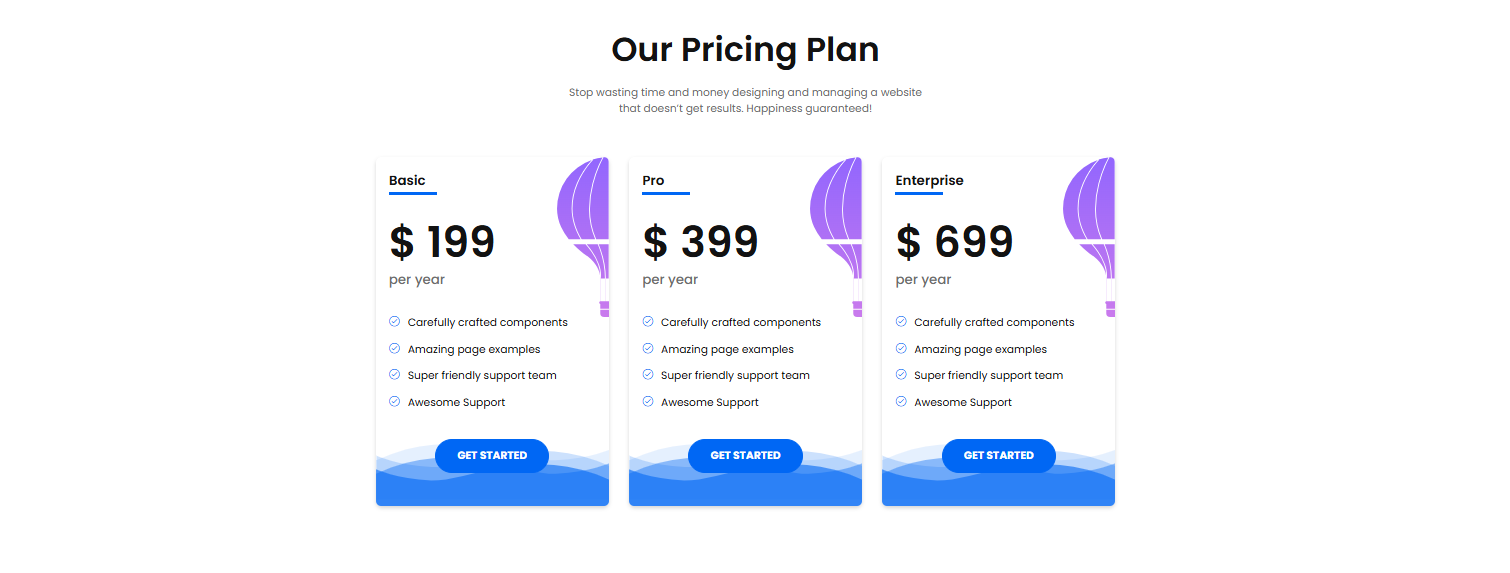 Our Pricing Plan
Stop wasting time and money designing and managing a website
that doesn't get results. Happiness guaranteed!
Basic
$ 199
per year
Carefully crafted components
Amazing page examples
Super friendly support team
Awesome Support
GET STARTED
Pro
$ 399
per year
Carefully crafted components
Amazing page examples
Super friendly support team
Awesome Support
GET STARTED
Enterprise
$ 699
per year
Carefully crafted components
Amazing page examples
Super friendly support team
Awesome Support
GET STARTED